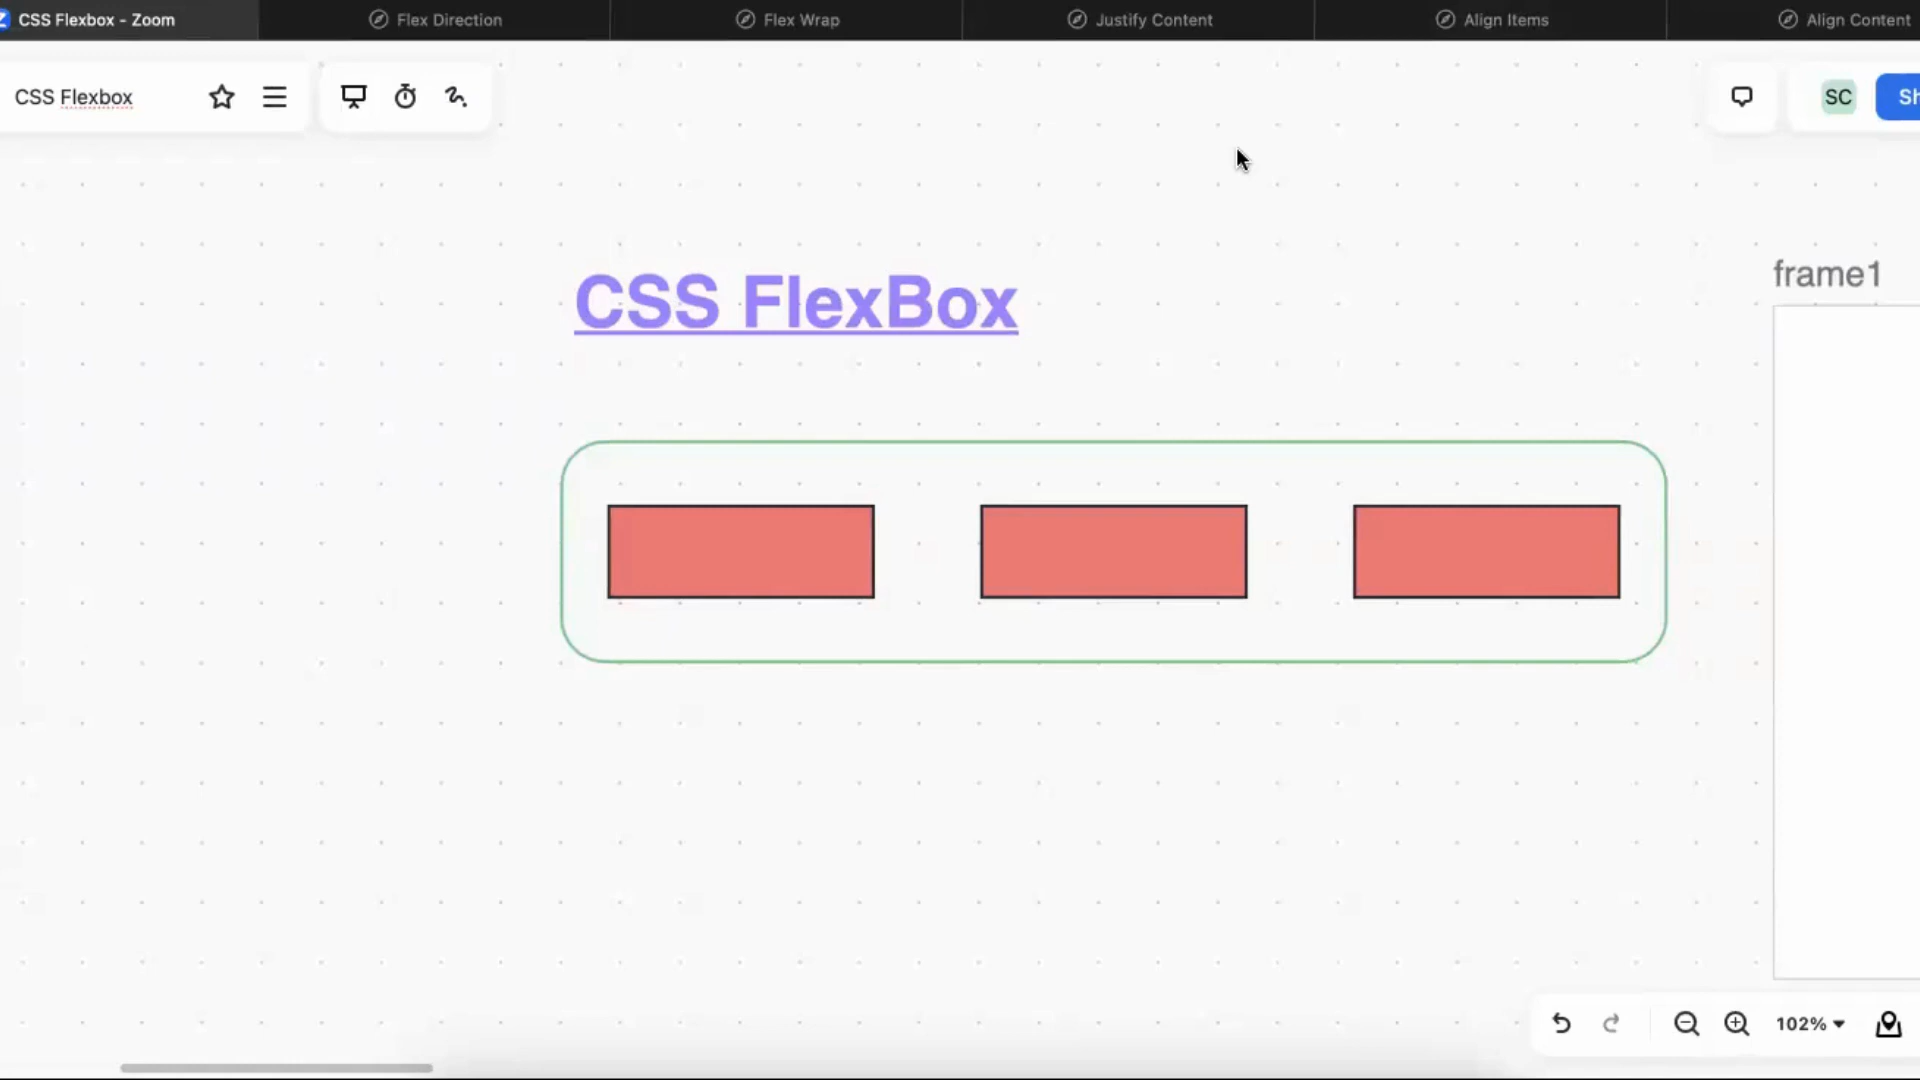 CSS Flexbox - Zoom
Flex Direction
Flex Wrap
Justify Content
Align Items
Align Content
CSS Flexbox
SC
Sh
CSS FlexBox
frame1
102%